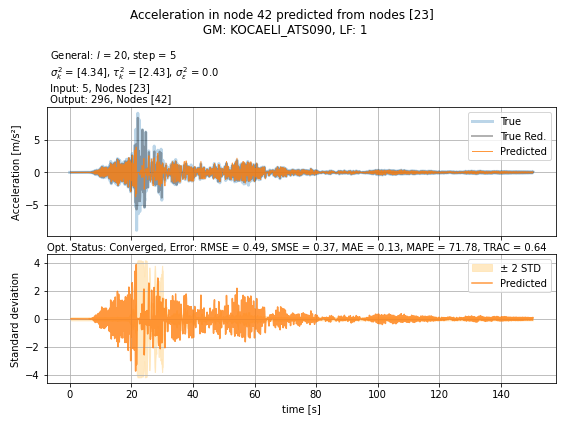 Acceleration in node 42 predicted from nodes [23]
GM: KOCAELI_ATS090, LF: 1
General: l = 20, step = 5
σ²ₖ = [4.34], τ²ₖ = [2.43], σ²ε = 0.0
Input: 5, Nodes [23]
Output: 296, Nodes [42]
Acceleration [m/s²]
5
0
−5
True
True Red.
Predicted
Opt. Status: Converged, Error: RMSE = 0.49, SMSE = 0.37, MAE = 0.13, MAPE = 71.78, TRAC = 0.64
Standard deviation
4
2
0
−2
−4
± 2 STD
Predicted
0 20 40 60 80 100 120 140
time [s]